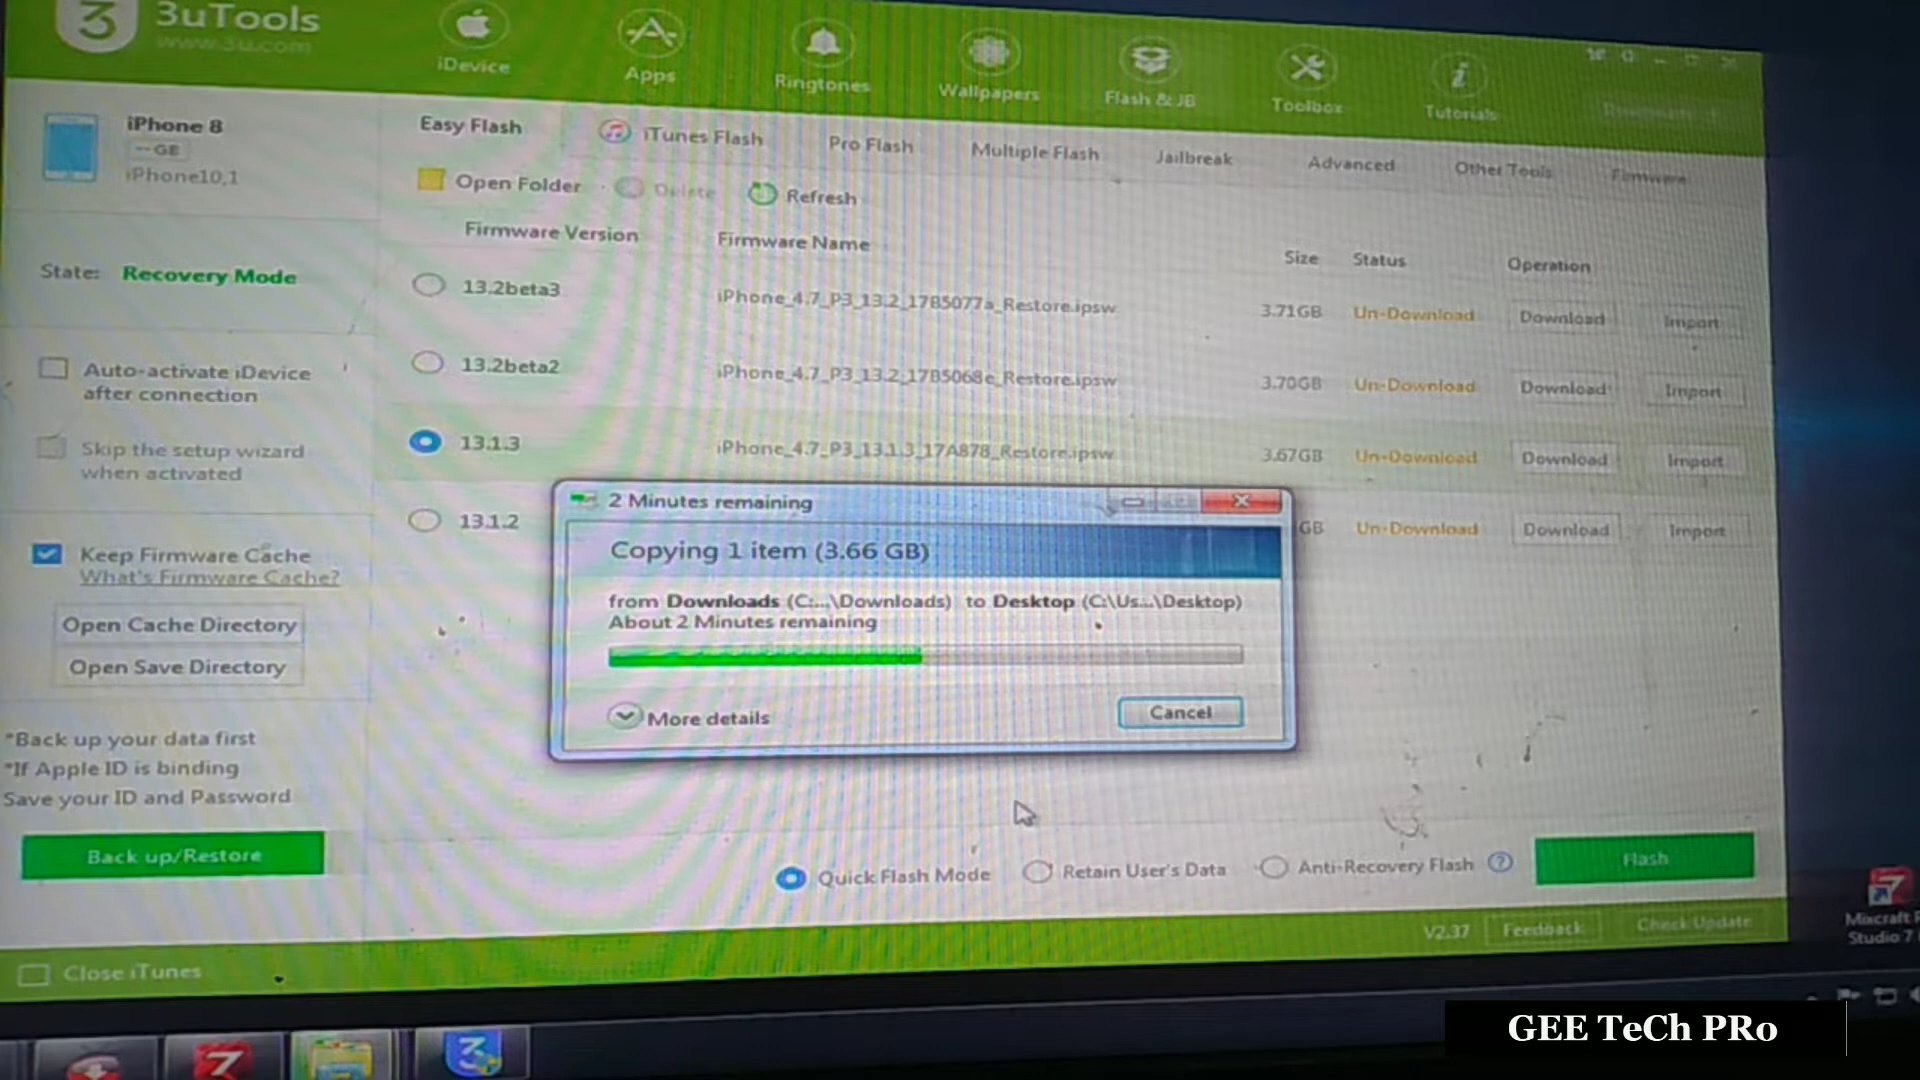 3uTools
www.3u.com
iDevice
Apps
Ringtones
Wallpapers
Flash & JB
Toolbox
Tutorials
iPhone 8
--GB
iPhone10,1
State: Recovery Mode
Auto-activate iDevice
after connection
Skip the setup wizard
when activated
Keep Firmware Cache
What's Firmware Cache?
Open Cache Directory
Open Save Directory
*Back up your data first
*If Apple ID is binding
Save your ID and Password
Back up/Restore
Close iTunes
Easy Flash
iTunes Flash
Pro Flash
Multiple Flash
Jailbreak
Advanced
Other Tools
Firmware
Open Folder
Delete
Refresh
Firmware Version Firmware Name Size Status Operation
13.2beta3 iPhone_4.7_P3_13.2_17B5077a_Restore.ipsw 3.71GB Un-Download Download Import
13.2beta2 iPhone_4.7_P3_13.2_17B5068e_Restore.ipsw 3.70GB Un-Download Download Import
13.1.3 iPhone_4.7_P3_13.1.3_17A878_Restore.ipsw 3.67GB Un-Download Download Import
13.1.2 GB Un-Download Download Import
2 Minutes remaining
Copying 1 item (3.66 GB)
from Downloads (C:...\Downloads) to Desktop (C:\Us...\Desktop)
About 2 Minutes remaining
More details
Cancel
Quick Flash Mode
Retain User's Data
Anti-Recovery Flash
Flash
V2.37
Feedback
Check Update
Mixcraft P
Studio 7
GEE TeCh PRo